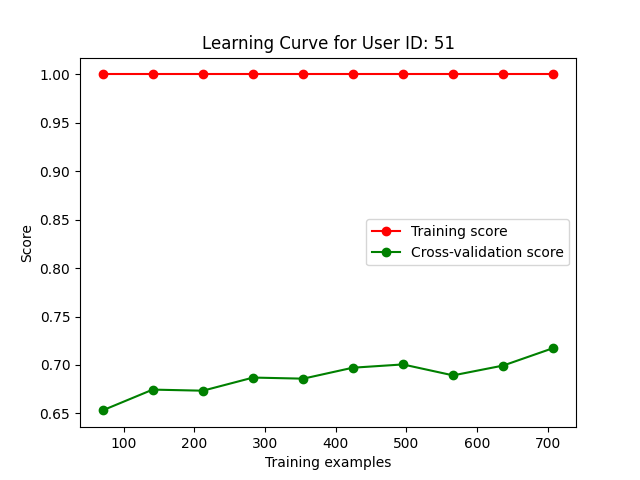 Learning Curve for User ID: 51
1.00
0.95
0.90
0.85
0.80
0.75
0.70
0.65
Score
Training score
Cross-validation score
100 200 300 400 500 600 700
Training examples